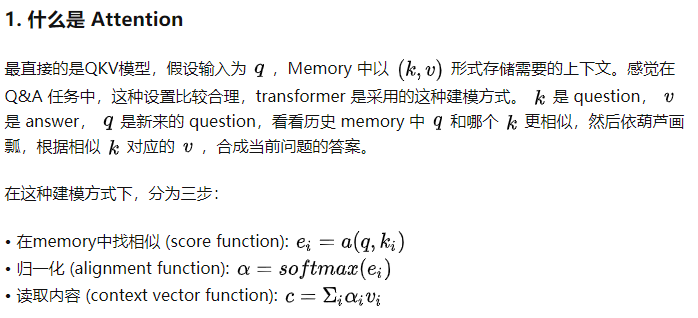 1. 什么是 Attention
最直接的是QKV模型，假设输入为 q ，Memory 中以 (k, v) 形式存储需要的上下文。感觉在
Q&A 任务中，这种设置比较合理，transformer 是采用的这种建模方式。 k 是 question， v
是 answer， q 是新来的 question，看看历史 memory 中 q 和哪个 k 更相似，然后依葫芦画
瓢，根据相似 k 对应的 v ，合成当前问题的答案。
在这种建模方式下，分为三步：
• 在memory中找相似 (score function): e_i = a(q, k_i)
• 归一化 (alignment function): α = softmax(e_i)
• 读取内容 (context vector function): c = Σ_i α_i v_i